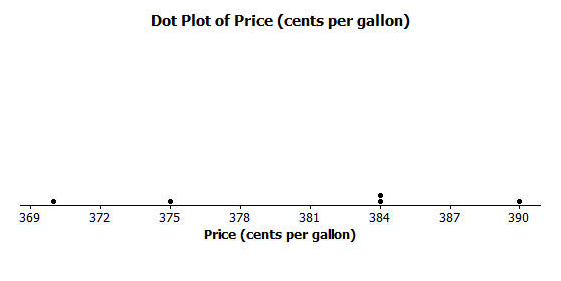 Dot Plot of Price (cents per gallon)
369 372 375 378 381 384 387 390
Price (cents per gallon)